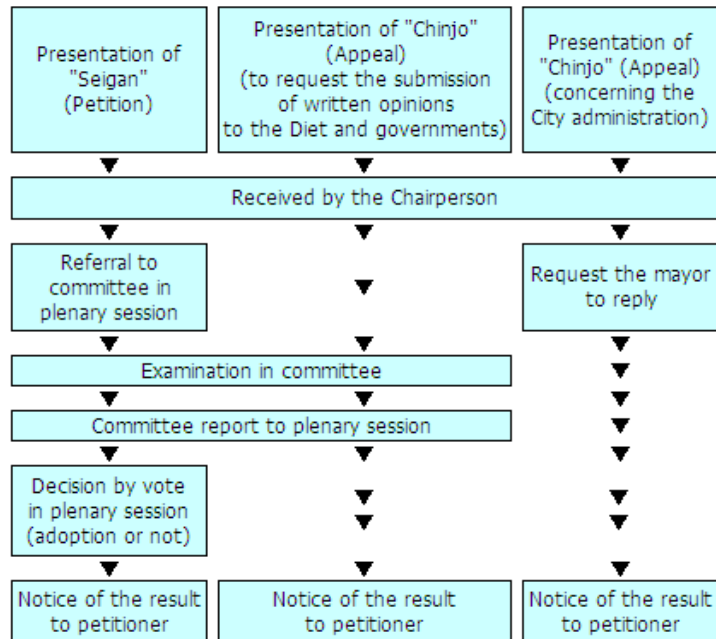 Presentation of
"Seigan"
(Petition)
Presentation of "Chinjo"
(Appeal)
(to request the submission
of written opinions
to the Diet and governments)
Presentation of
"Chinjo" (Appeal)
(concerning the
City administration)
Received by the Chairperson
Referral to
committee in
plenary session
Request the mayor
to reply
Examination in committee
Committee report to plenary session
Decision by vote
in plenary session
(adoption or not)
Notice of the result
to petitioner
Notice of the result
to petitioner
Notice of the result
to petitioner